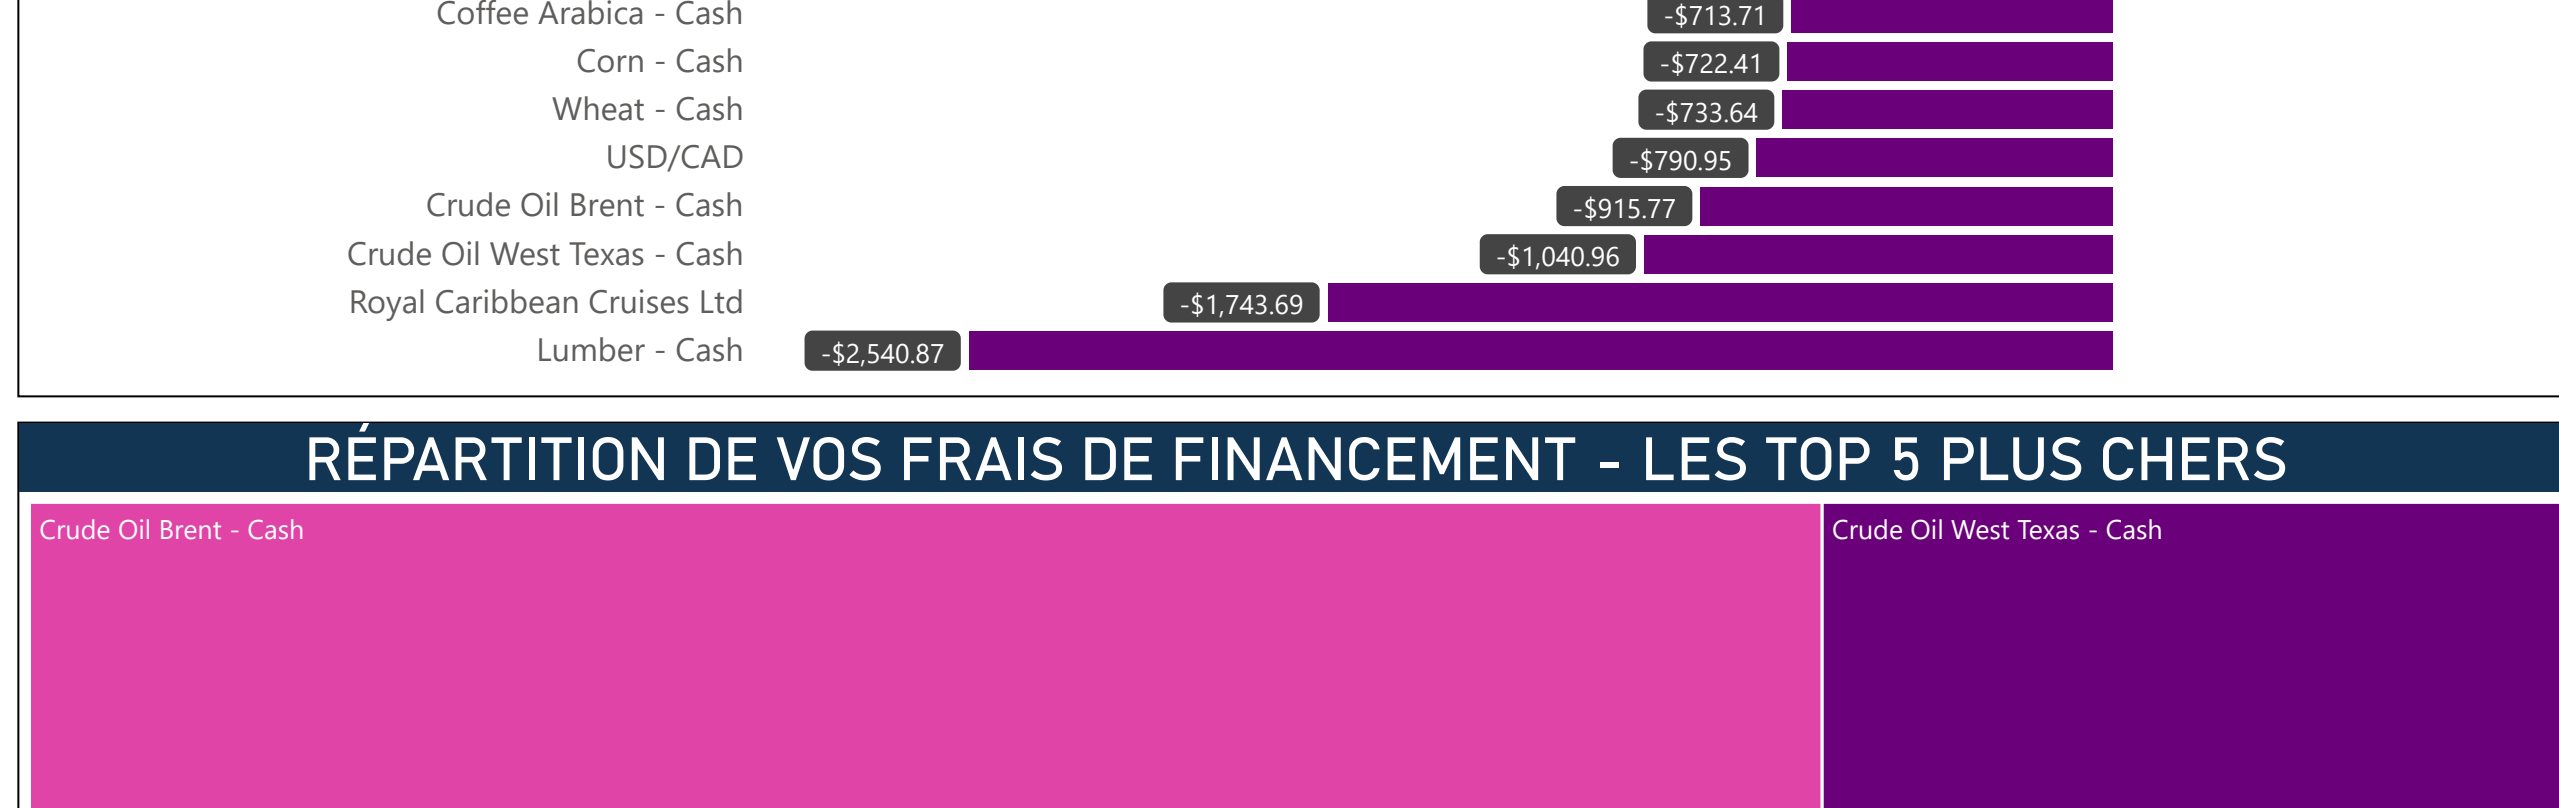 Coffee Arabica - Cash -$713.71
Corn - Cash -$722.41
Wheat - Cash -$733.64
USD/CAD -$790.95
Crude Oil Brent - Cash -$915.77
Crude Oil West Texas - Cash -$1,040.96
Royal Caribbean Cruises Ltd -$1,743.69
Lumber - Cash -$2,540.87
RÉPARTITION DE VOS FRAIS DE FINANCEMENT - LES TOP 5 PLUS CHERS
Crude Oil Brent - Cash Crude Oil West Texas - Cash